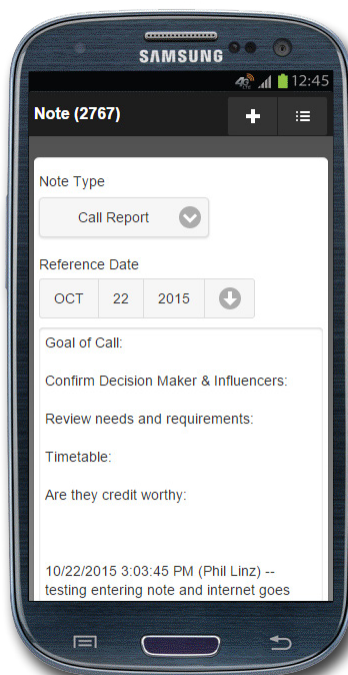 SAMSUNG
4G LTE 12:45
Note (2767)
Note Type
Call Report
Reference Date
OCT 22 2015
Goal of Call:
Confirm Decision Maker & Influencers:
Review needs and requirements:
Timetable:
Are they credit worthy:
10/22/2015 3:03:45 PM (Phil Linz) --
testing entering note and internet goes